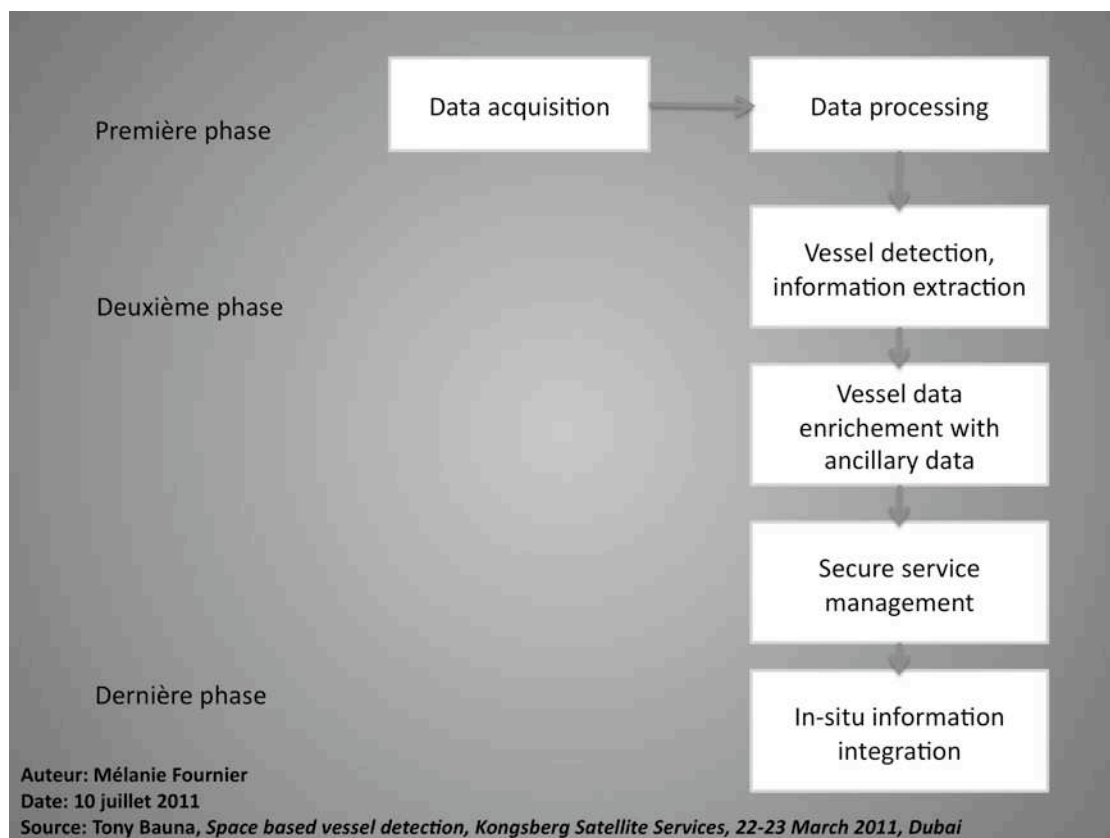 Data acquisition
Data processing
Première phase
Vessel detection,
information extraction
Deuxième phase
Vessel data
enrichement with
ancillary data
Secure service
management
Dernière phase
In-situ information
integration
Auteur: Mélanie Fournier
Date: 10 juillet 2011
Source: Tony Bauna, Space based vessel detection, Kongsberg Satellite Services, 22-23 March 2011, Dubai